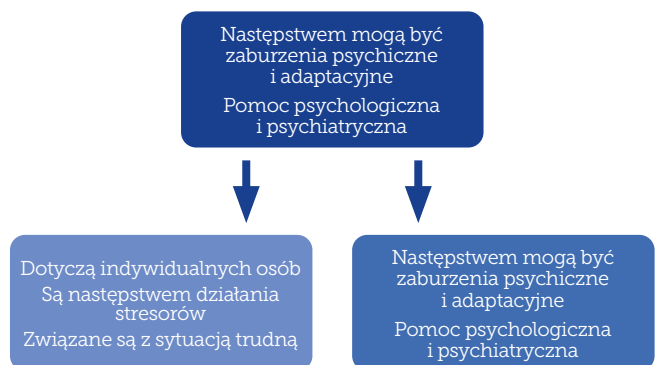 Następstwem mogą być
zaburzenia psychiczne
i adaptacyjne
Pomoc psychologiczna
i psychiatryczna
Dotyczą indywidualnych osób
Są następstwem działania
stresorów
Związane są z sytuacją trudną
Następstwem mogą być
zaburzenia psychiczne
i adaptacyjne
Pomoc psychologiczna
i psychiatryczna